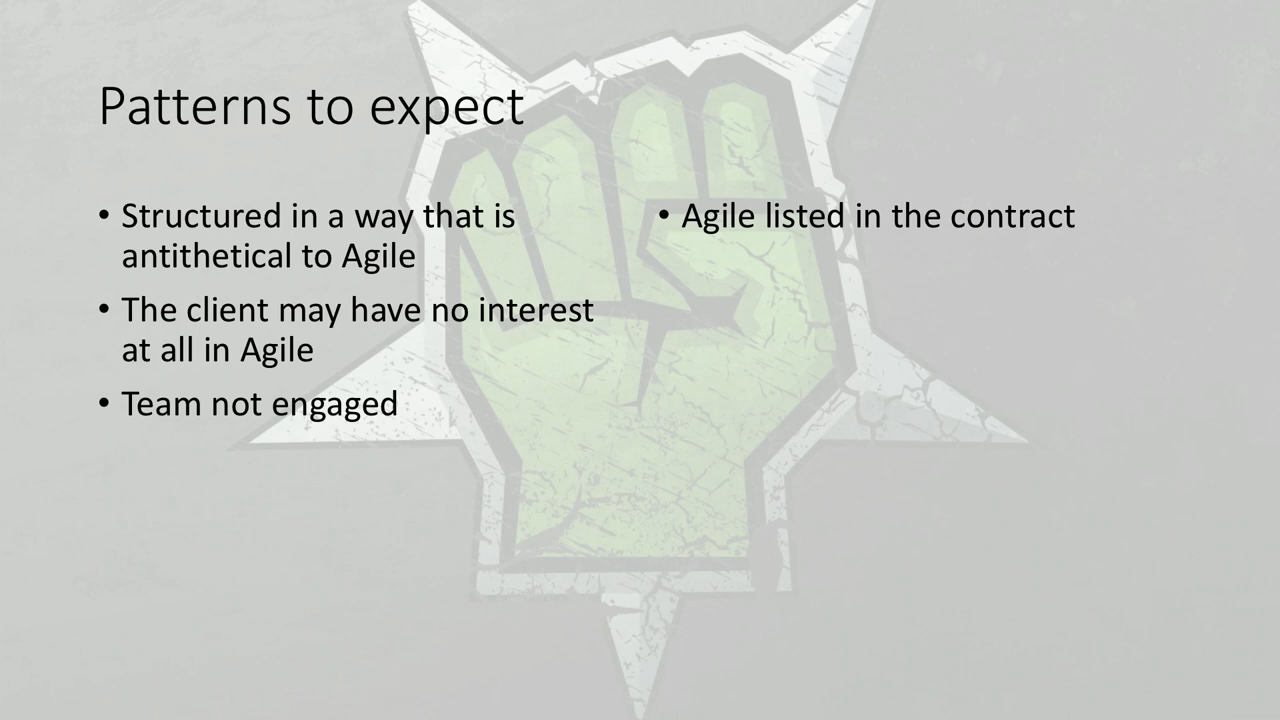 Patterns to expect
• Structured in a way that is
antithetical to Agile
• The client may have no interest
at all in Agile
• Team not engaged
• Agile listed in the contract